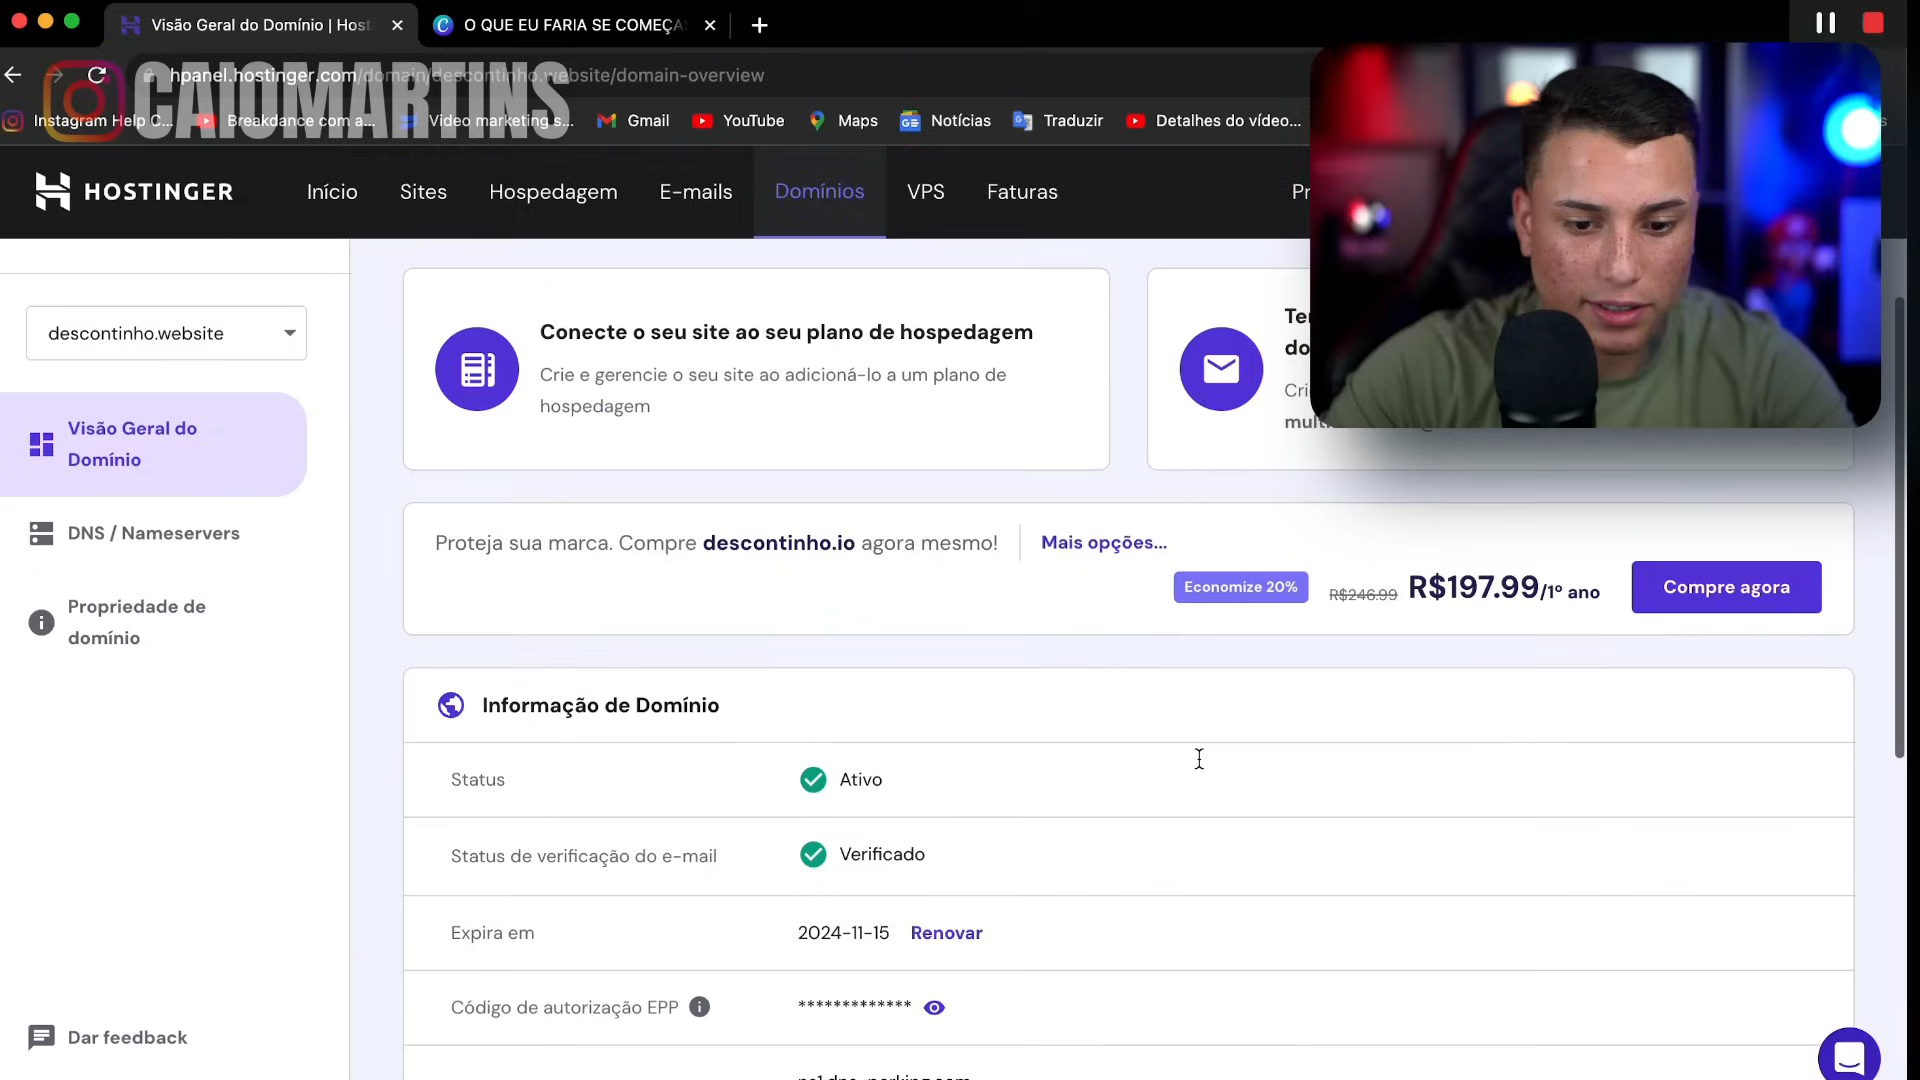 Visão Geral do Domínio | Host
O QUE EU FARIA SE COMEÇA
hpanel.hostinger.com/domain/descontinho.website/domain-overview
CAIOMARTINS
Instagram Help C...
Breakdance com a...
Video marketing s...
Gmail
YouTube
Maps
Notícias
Traduzir
Detalhes do vídeo...
HOSTINGER
Início
Sites
Hospedagem
E-mails
Domínios
VPS
Faturas
descontinho.website
Visão Geral do
Domínio
DNS / Nameservers
Propriedade de
domínio
Dar feedback
Conecte o seu site ao seu plano de hospedagem
Crie e gerencie o seu site ao adicioná-lo a um plano de
hospedagem
Proteja sua marca. Compre descontinho.io agora mesmo!
Mais opções...
Economize 20%
R$246.99
R$197.99/1º ano
Compre agora
Informação de Domínio
Status
Ativo
Status de verificação do e-mail
Verificado
Expira em
2024-11-15
Renovar
Código de autorização EPP
*************